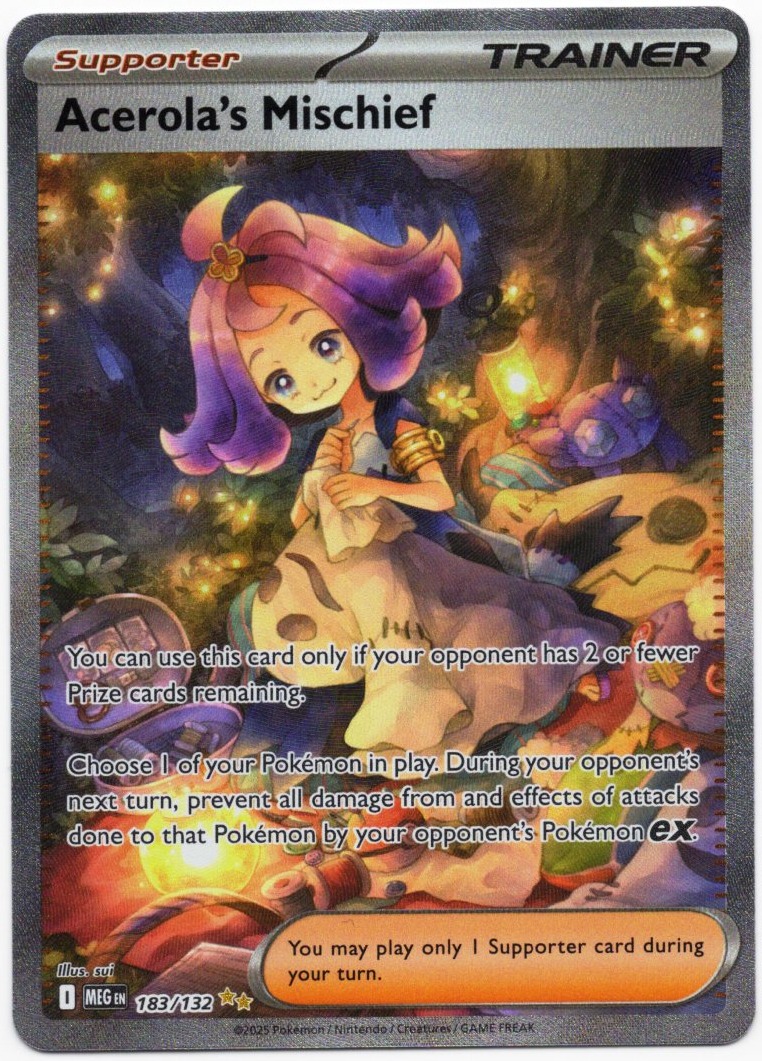 Supporter
TRAINER
Acerola's Mischief
You can use this card only if your opponent has 2 or fewer
Prize cards remaining.
Choose 1 of your Pokémon in play. During your opponent's
next turn, prevent all damage from and effects of attacks
done to that Pokémon by your opponent's Pokémon ex.
You may play only 1 Supporter card during
your turn.
Illus. sui
I MEG EN 183/132
©2025 Pokémon / Nintendo / Creatures / GAME FREAK